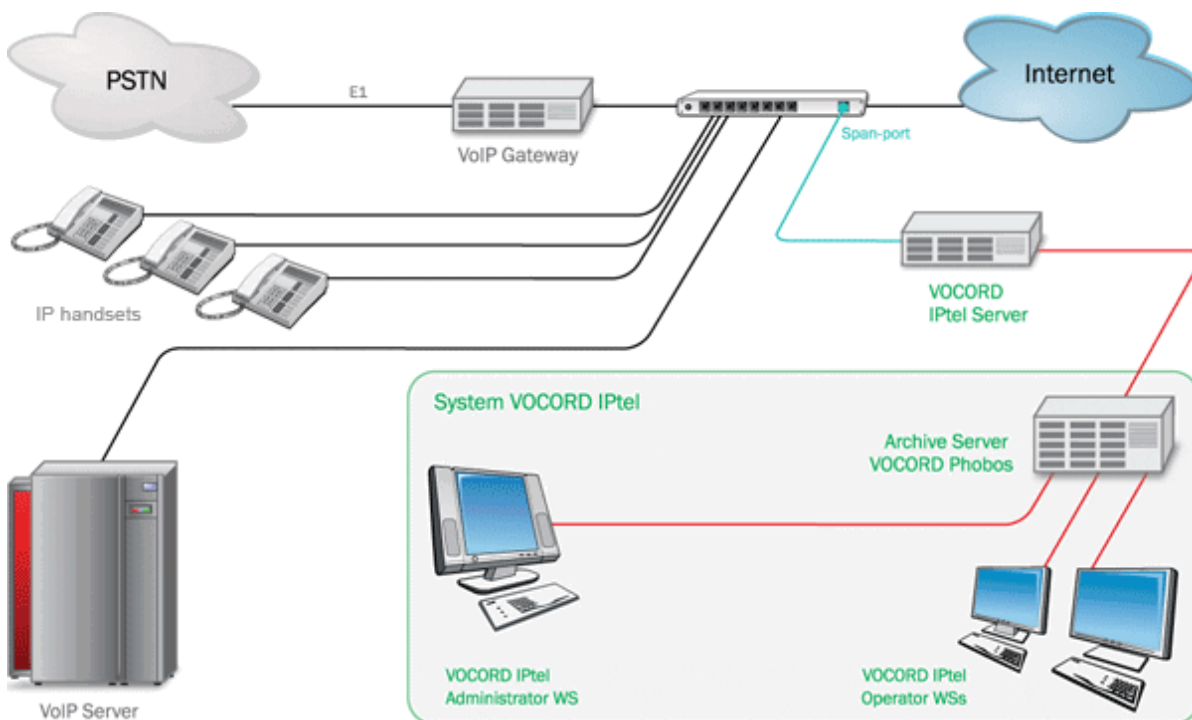 PSTN
E1
VoIP Gateway
Internet
Span-port
IP handsets
VOCORD
IPtel Server
System VOCORD IPtel
Archive Server
VOCORD Phobos
VOCORD IPtel
Administrator WS
VOCORD IPtel
Operator WSs
VoIP Server